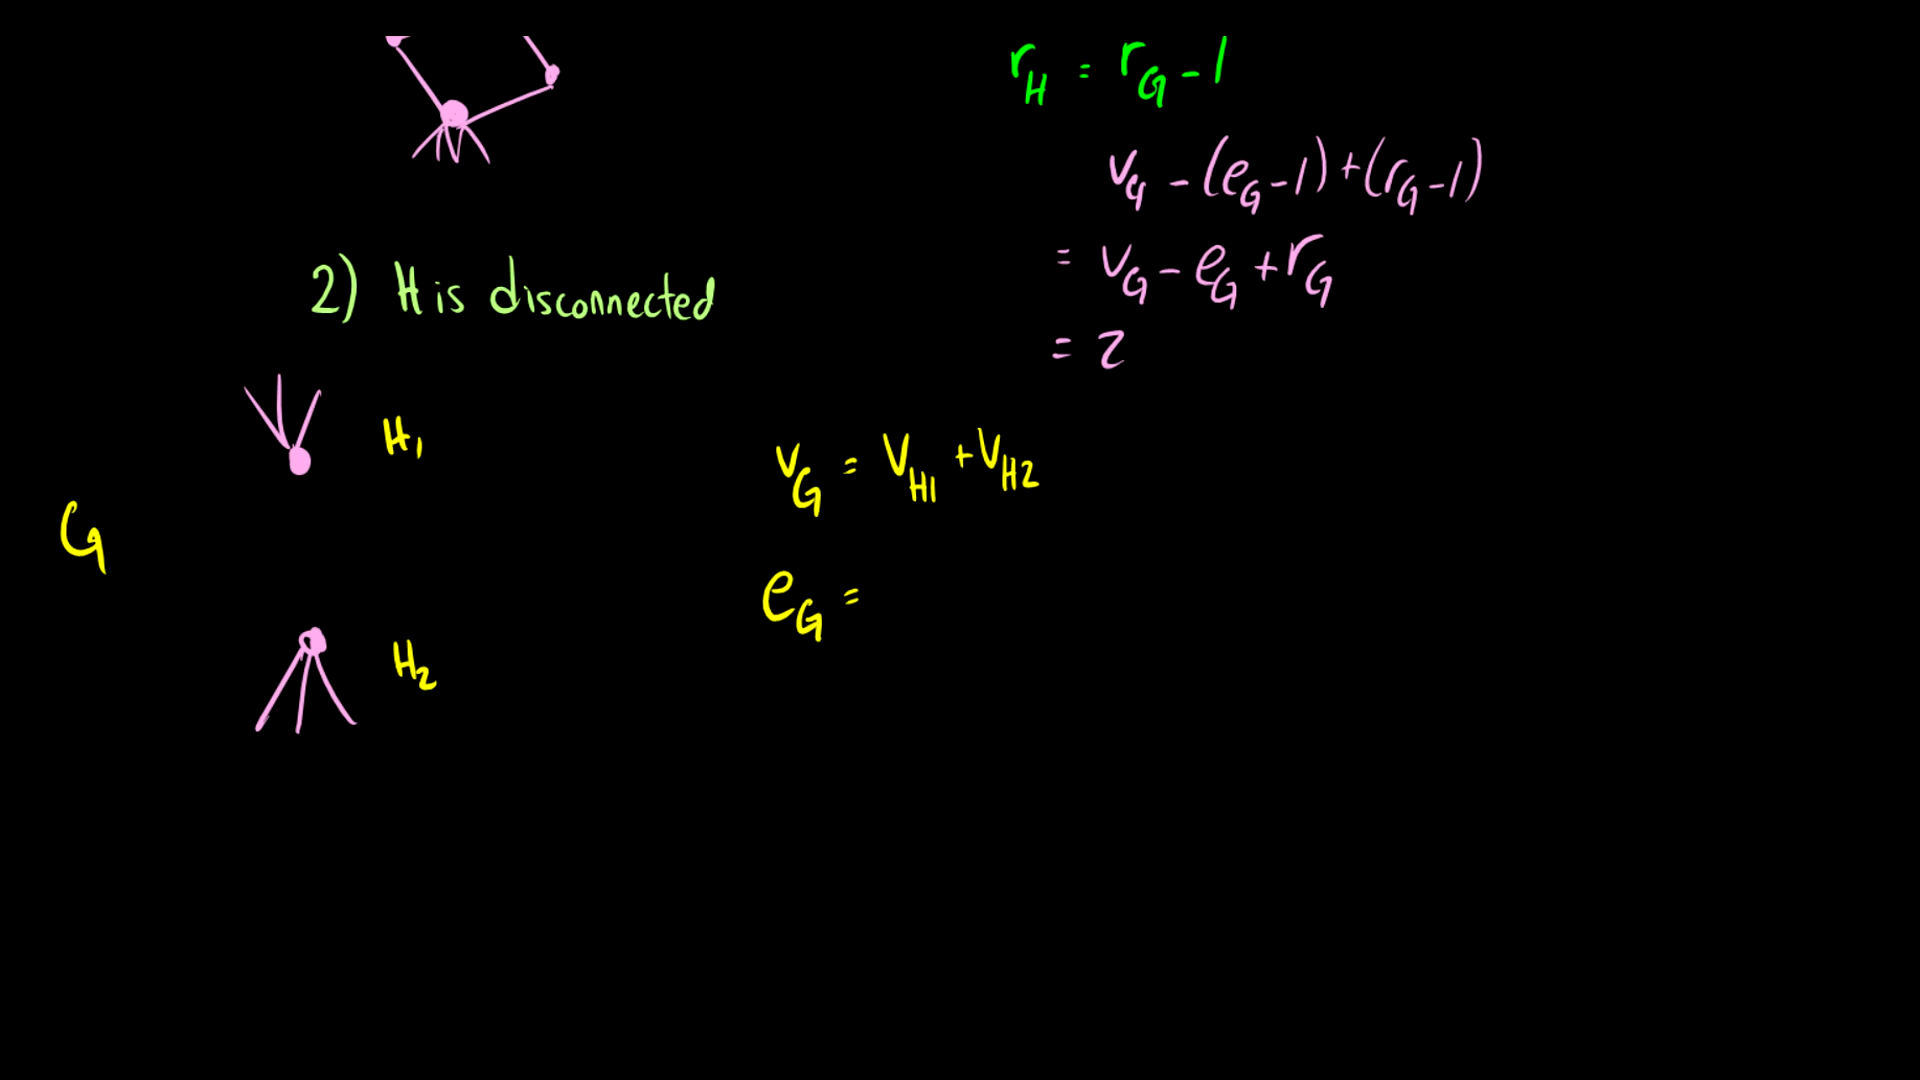 r_H = r_G - 1
v_G - (e_G - 1) + (r_G - 1)
= v_G - e_G + r_G
= 2
2) H is disconnected
H_1
v_G = v_H1 + v_H2
G
e_G =
H_2